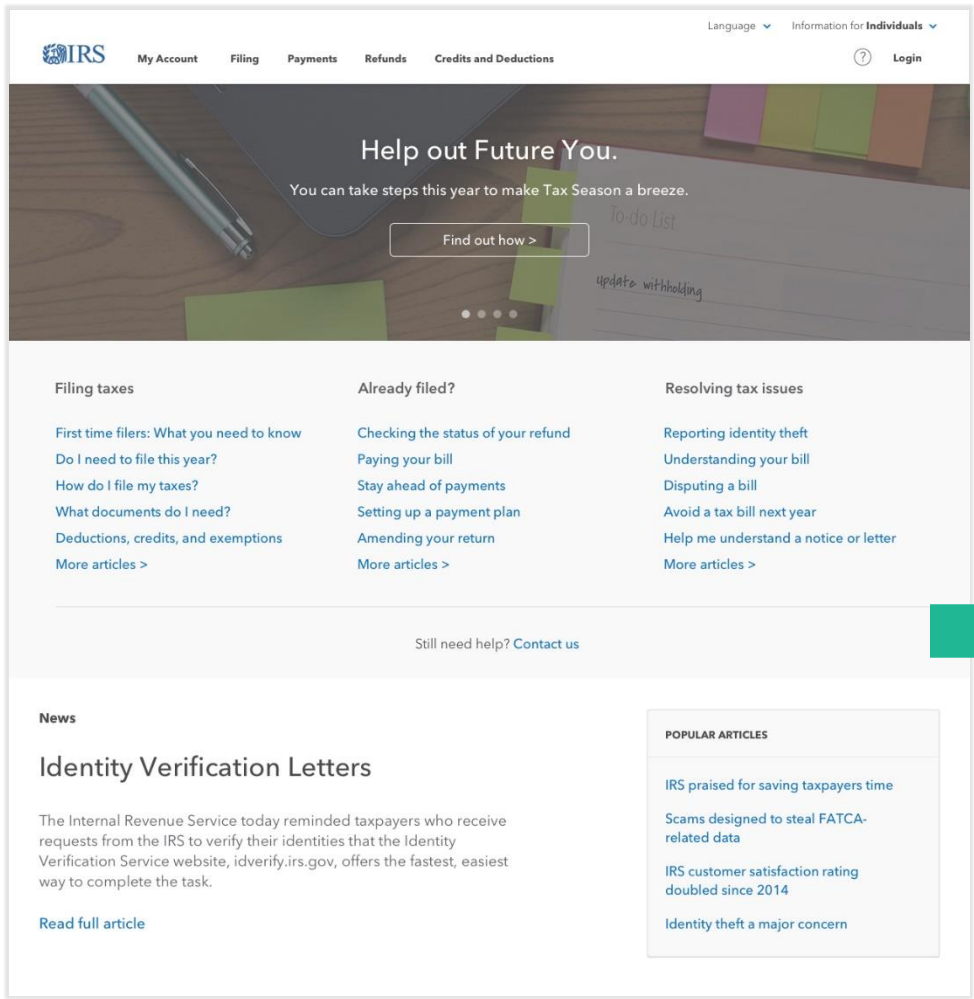 Language
Information for Individuals
IRS
My Account
Filing
Payments
Refunds
Credits and Deductions
?
Login
Help out Future You.
You can take steps this year to make Tax Season a breeze.
Find out how >
To-do List
update withholding
Filing taxes
First time filers: What you need to know
Do I need to file this year?
How do I file my taxes?
What documents do I need?
Deductions, credits, and exemptions
More articles >
Already filed?
Checking the status of your refund
Paying your bill
Stay ahead of payments
Setting up a payment plan
Amending your return
More articles >
Resolving tax issues
Reporting identity theft
Understanding your bill
Disputing a bill
Avoid a tax bill next year
Help me understand a notice or letter
More articles >
Still need help? Contact us
News
Identity Verification Letters
The Internal Revenue Service today reminded taxpayers who receive
requests from the IRS to verify their identities that the Identity
Verification Service website, idverify.irs.gov, offers the fastest, easiest
way to complete the task.
Read full article
POPULAR ARTICLES
IRS praised for saving taxpayers time
Scams designed to steal FATCA-
related data
IRS customer satisfaction rating
doubled since 2014
Identity theft a major concern